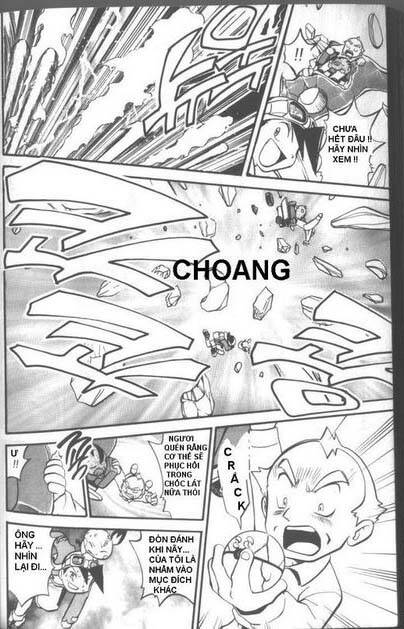 !!
CHƯA
HẾT ĐÂU !!
HÃY NHÌN
XEM !!
CHOANG
CRACK
NGƯƠI
QUÊN RẰNG
CƠ THỂ SẼ
PHỤC HỒI
TRONG
CHỐC LÁT
NỮA THÔI
Ư
!!
ĐÒN ĐÁNH
KHI NÃY...
CỦA TÔI LÀ
NHẮM VÀO
MỤC ĐÍCH
KHÁC
ÔNG
HÃY...
NHÌN
LẠI ĐI...